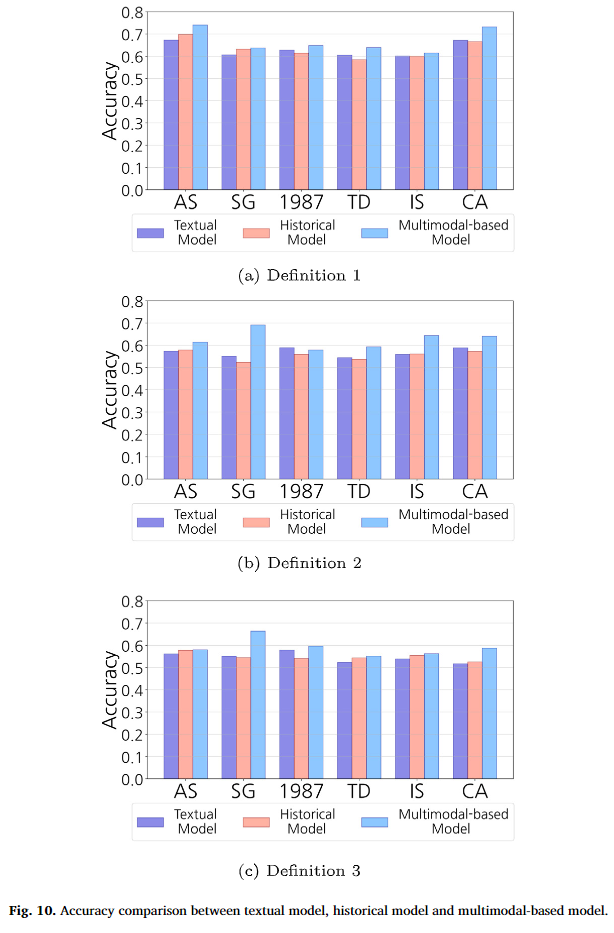 0.8
0.7
0.6
0.5
0.4
0.3
0.2
0.1
0.0
Accuracy
AS SG 1987 TD IS CA
Textual Model
Historical Model
Multimodal-based Model
(a) Definition 1
0.8
0.7
0.6
0.5
0.4
0.3
0.2
0.1
0.0
Accuracy
AS SG 1987 TD IS CA
Textual Model
Historical Model
Multimodal-based Model
(b) Definition 2
0.8
0.7
0.6
0.5
0.4
0.3
0.2
0.1
0.0
Accuracy
AS SG 1987 TD IS CA
Textual Model
Historical Model
Multimodal-based Model
(c) Definition 3
Fig. 10. Accuracy comparison between textual model, historical model and multimodal-based model.